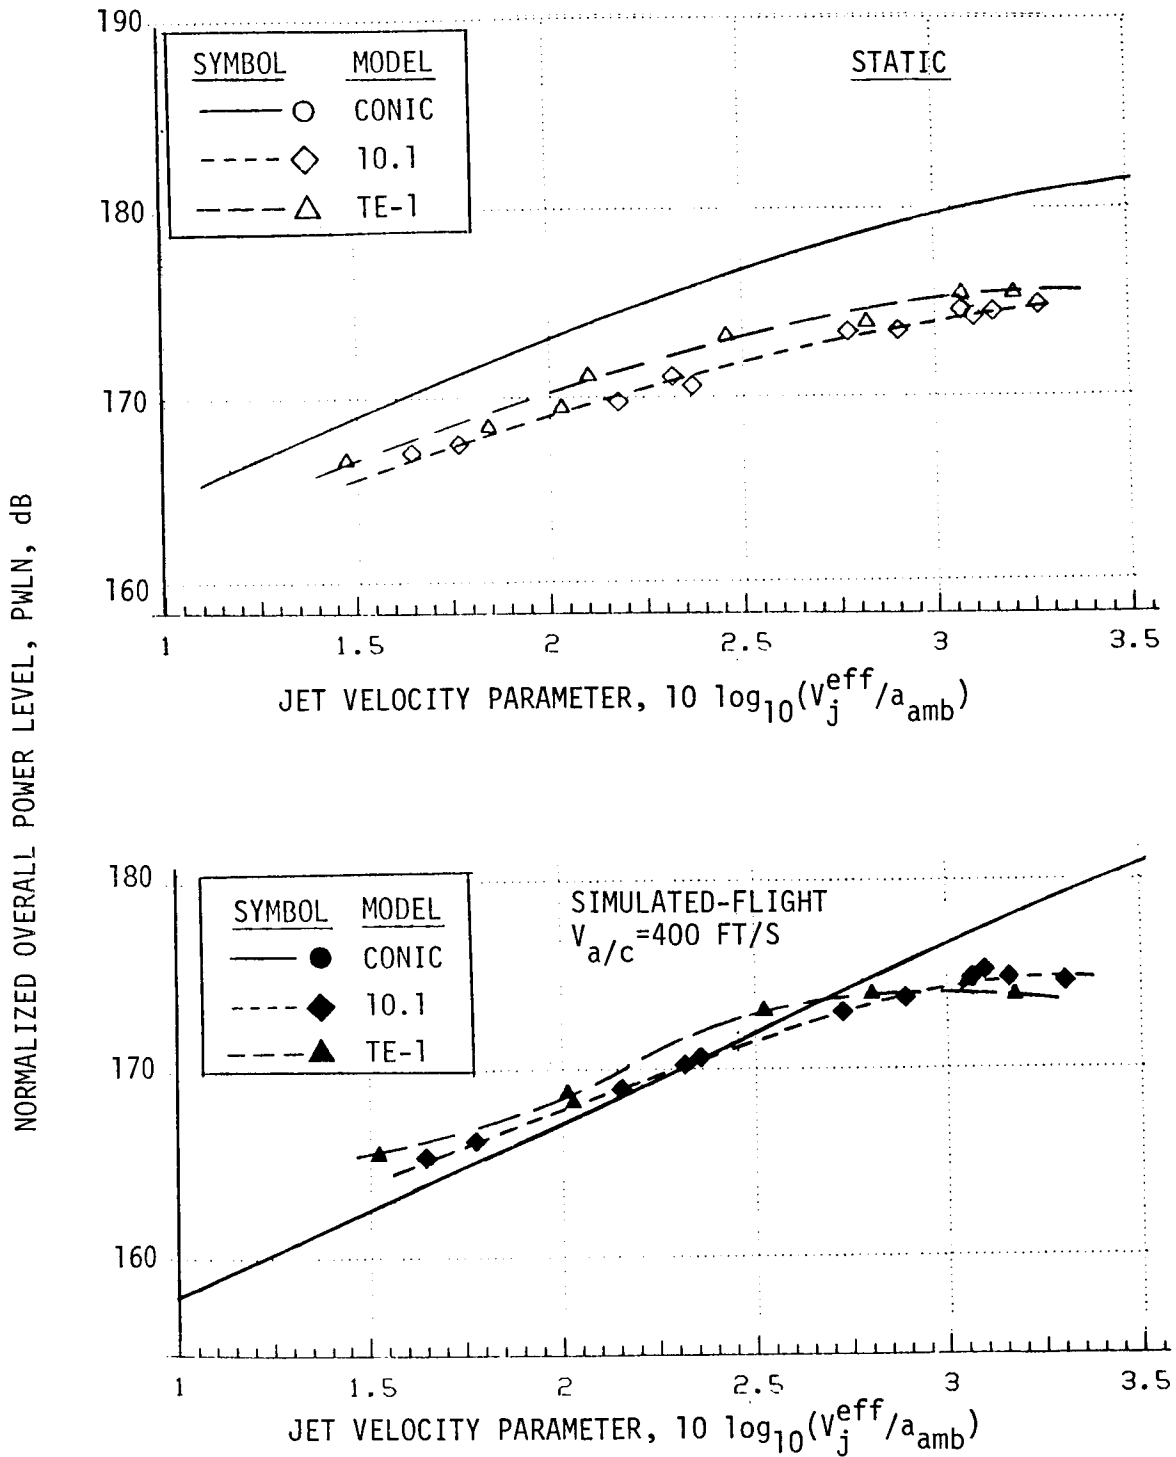 NORMALIZED OVERALL POWER LEVEL, PWLN, dB
190
180
170
160
SYMBOL MODEL
CONIC
10.1
TE-1
STATIC
1 1.5 2 2.5 3 3.5
JET VELOCITY PARAMETER, 10 log10(Vjeff/aamb)
180
170
160
SYMBOL MODEL
CONIC
10.1
TE-1
SIMULATED-FLIGHT
Va/c=400 FT/S
1 1.5 2 2.5 3 3.5
JET VELOCITY PARAMETER, 10 log10(Vjeff/aamb)